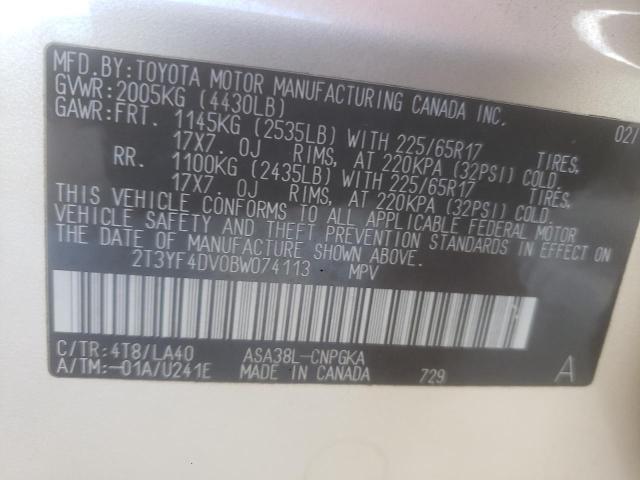 MFD.BY:TOYOTA MOTOR MANUFACTURING CANADA INC.
GVWR:2005KG (4430LB) 027
GAWR:FRT. 1145KG (2535LB) WITH 225/65R17 TIRES,
17X7.0J RIMS, AT 220KPA (32PSI) COLD.
RR. 1100KG (2435LB) WITH 225/65R17 TIRES,
17X7.0J RIMS, AT 220KPA (32PSI) COLD.
THIS VEHICLE CONFORMS TO ALL APPLICABLE FEDERAL MOTOR
VEHICLE SAFETY AND THEFT PREVENTION STANDARDS IN EFFECT ON
THE DATE OF MANUFACTURE SHOWN ABOVE.
2T3YF4DV0BW074113 MPV
C/TR:4T8/LA40 ASA38L-CNPGKA A
A/TM:-01A/U241E MADE IN CANADA 729